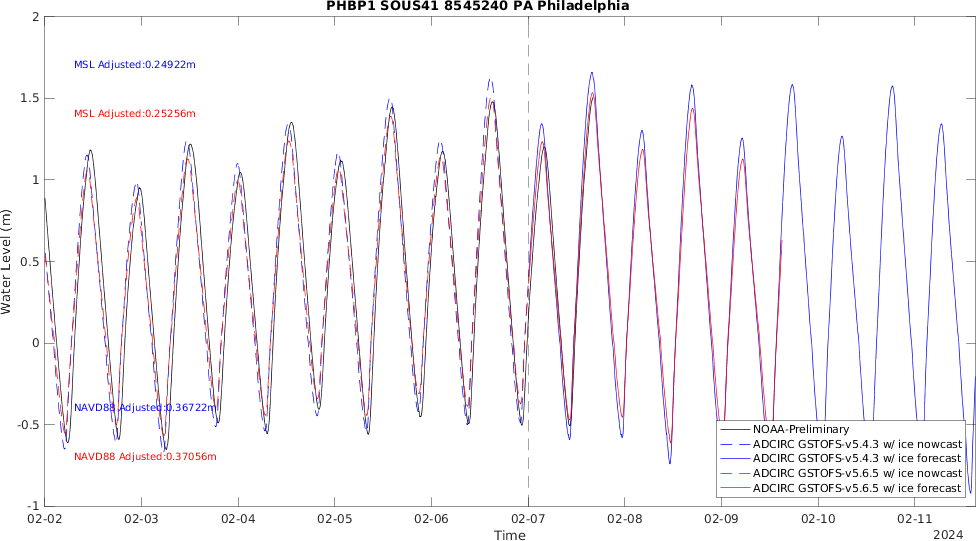 PHBP1 SOUS41 8545240 PA Philadelphia
2
1.5
1
0.5
0
-0.5
-1
Water Level (m)
MSL Adjusted:0.24922m
MSL Adjusted:0.25256m
NAVD88 Adjusted:0.36722m
NAVD88 Adjusted:0.37056m
NOAA-Preliminary
ADCIRC GSTOFS-v5.4.3 w/ ice nowcast
ADCIRC GSTOFS-v5.4.3 w/ ice forecast
ADCIRC GSTOFS-v5.6.5 w/ ice nowcast
ADCIRC GSTOFS-v5.6.5 w/ ice forecast
02-02 02-03 02-04 02-05 02-06 02-07 02-08 02-09 02-10 02-11
Time
2024